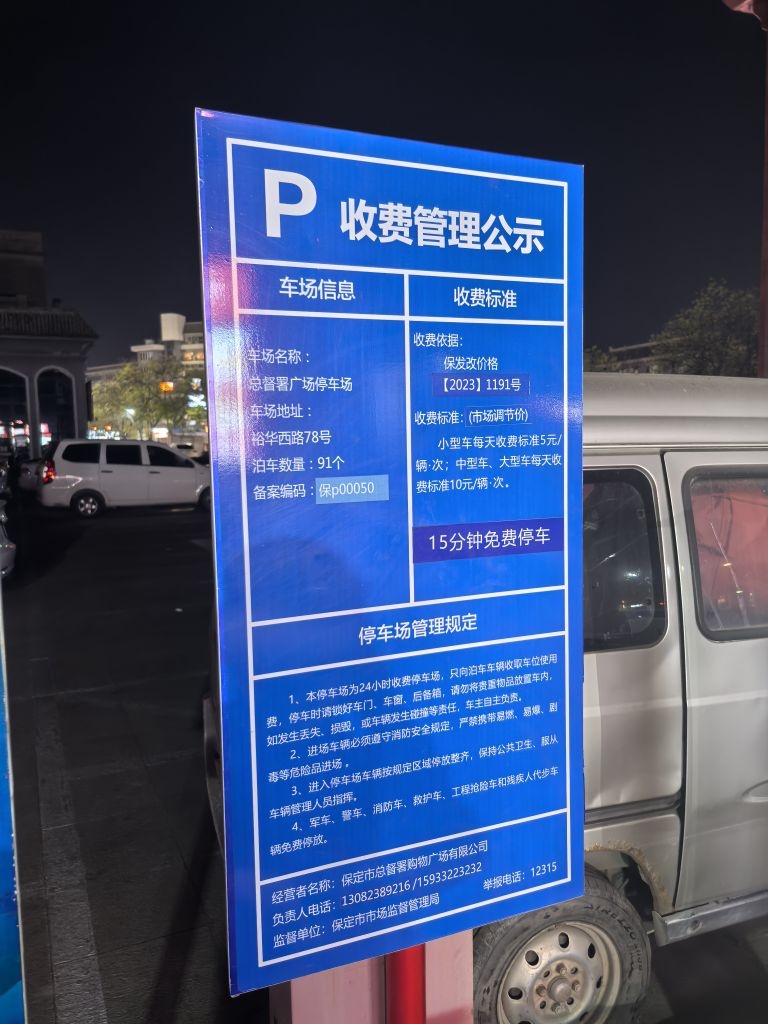 P 收费管理公示
车场信息
收费标准
车场名称：
总督署广场停车场
车场地址：
裕华西路78号
泊车数量：91个
备案编码：保p00050
收费依据：
保发改价格
【2023】1191号
收费标准：(市场调节价)
小型车每天收费标准5元/
辆·次；中型车、大型车每天收
费标准10元/辆·次。
15分钟免费停车
停车场管理规定
1、本停车场为24小时收费停车场，只向泊车车辆收取车位使用
费，停车时请锁好车门、车窗、后备箱，请勿将贵重物品放置车内，
如发生丢失、损毁，或车辆发生碰撞等责任，车主自主负责。
2、进场车辆必须遵守消防安全规定，严禁携带易燃、易爆、剧
毒等危险品进场 。
3、进入停车场车辆按规定区域停放整齐，保持公共卫生、服从
车辆管理人员指挥。
4、军车、警车、消防车、救护车、工程抢险车和残疾人代步车
辆免费停放。
经营者名称：保定市总督署购物广场有限公司
负责人电话：13082389216 /15933223232
监督单位：保定市市场监督管理局
举报电话：12315